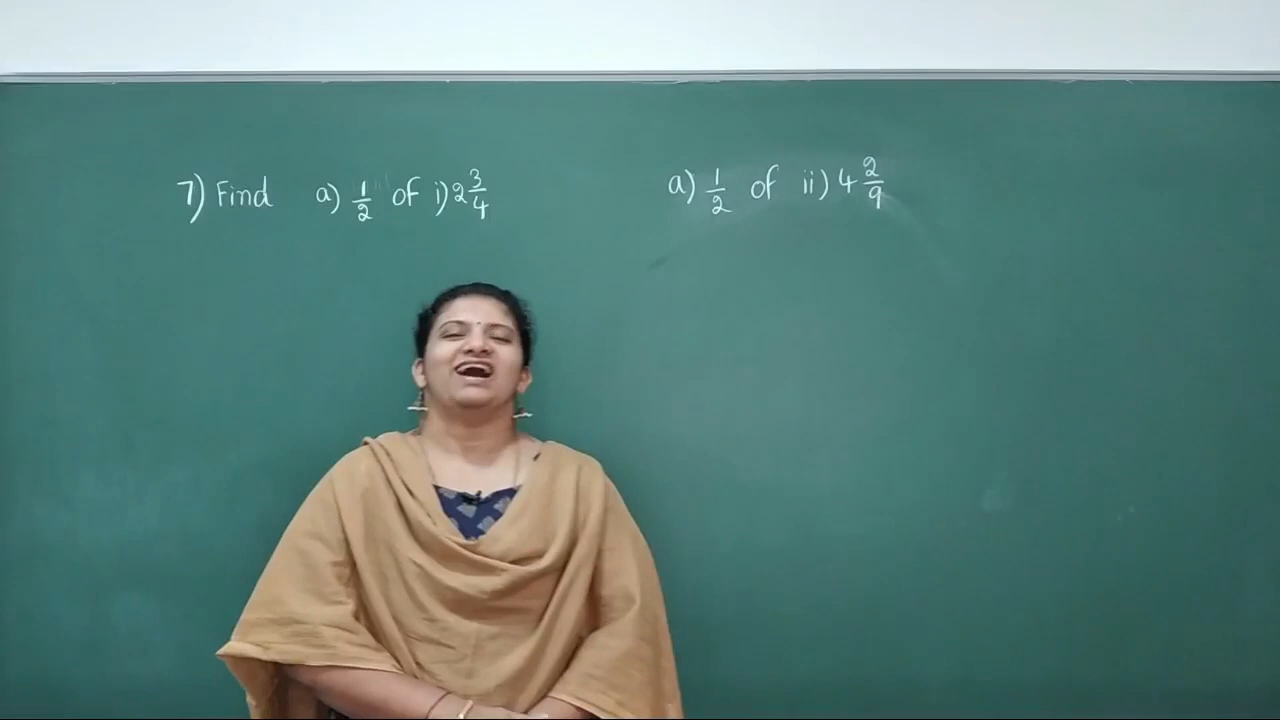 7) Find a) 1/2 of i) 2 3/4
a) 1/2 of ii) 4 2/9